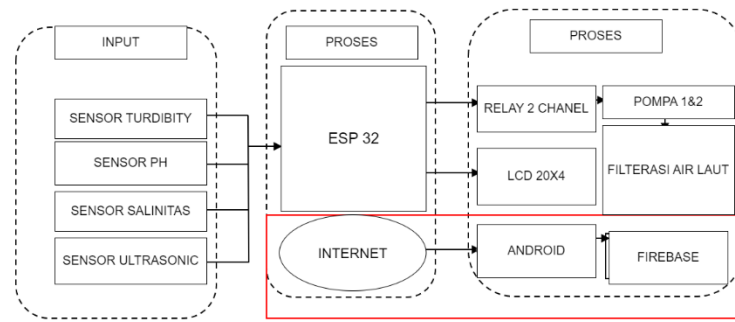 INPUT
SENSOR TURDIBITY
SENSOR PH
SENSOR SALINITAS
SENSOR ULTRASONIC
PROSES
ESP 32
INTERNET
PROSES
RELAY 2 CHANEL
POMPA 1&2
LCD 20X4
FILTERASI AIR LAUT
ANDROID
FIREBASE